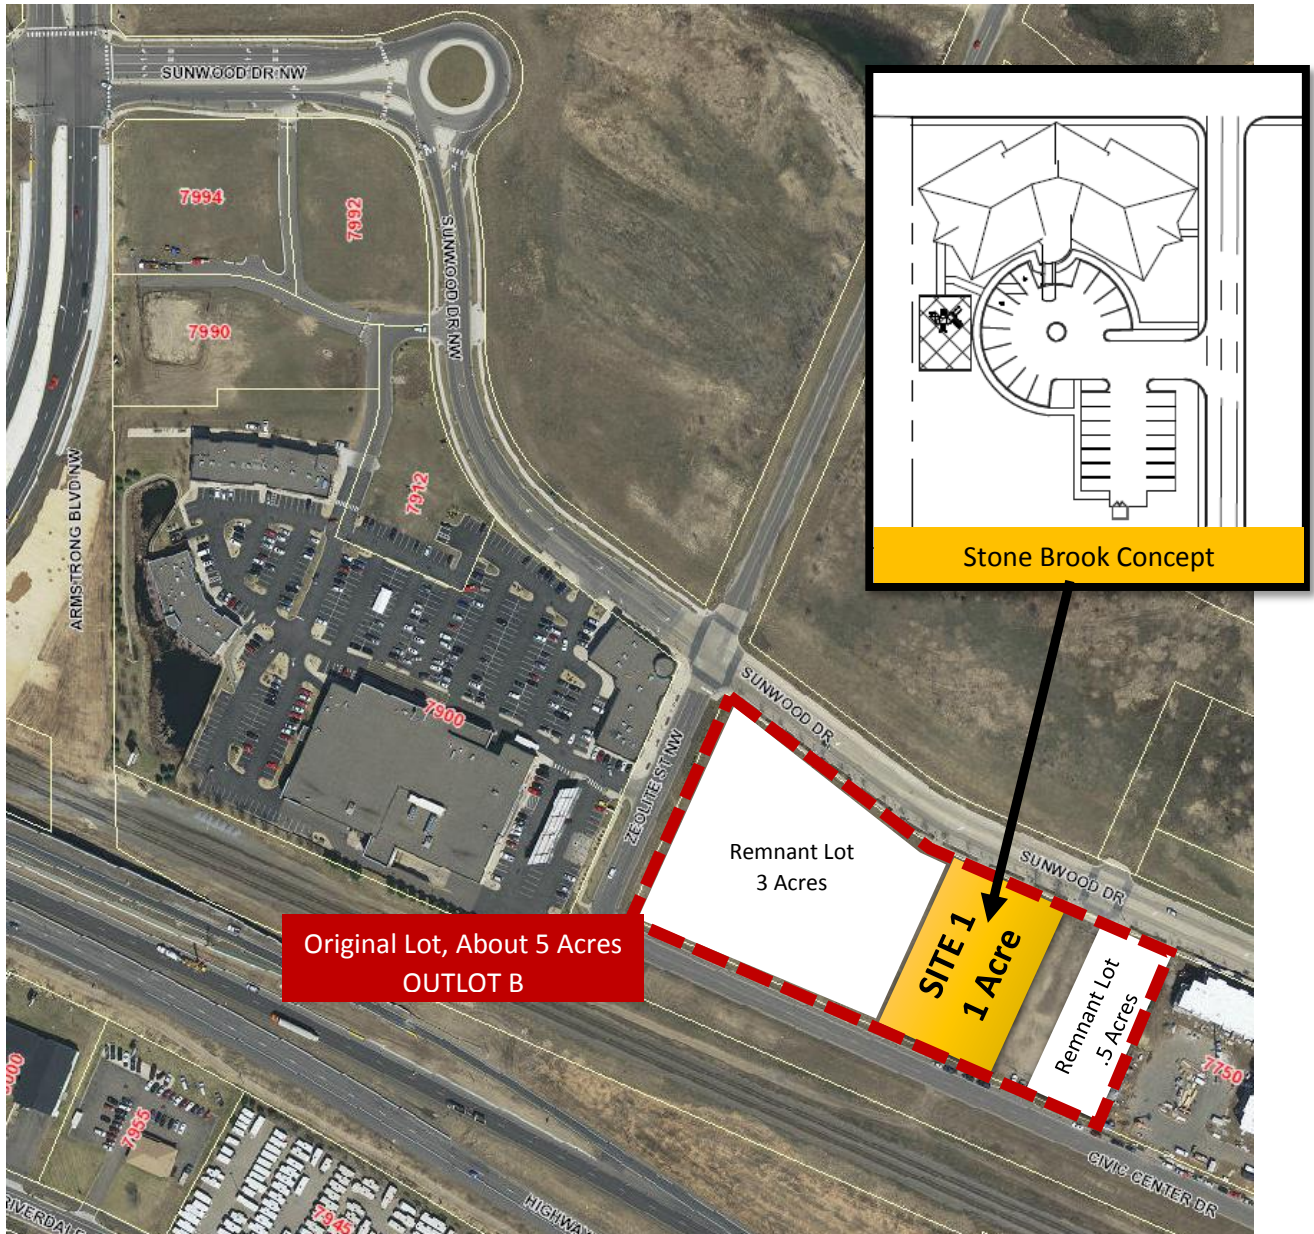 SUNWOOD DR NW
7994
7992
SUNWOOD DR NW
7990
7912
ARMSTRONG BLVD NW
7900
ZEOLITE ST NW
SUNWOOD DR
SUNWOOD DR
Stone Brook Concept
Remnant Lot
3 Acres
SITE 1
1 Acre
Remnant Lot
.5 Acres
Original Lot, About 5 Acres
OUTLOT B
7750
CIVIC CENTER DR
7955
7945
HIGHWAY
RIVERDALE